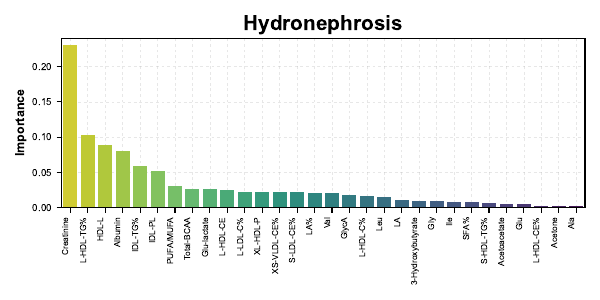 Hydronephrosis
Importance
0.20
0.15
0.10
0.05
0.00
Creatinine
L-HDL-TG%
HDL-L
Albumin
IDL-TG%
IDL-PL
PUFA/MUFA
Total-BCAA
Glu-lactate
L-HDL-CE
L-LDL-C%
XL-HDL-P
XS-VLDL-CE%
S-LDL-CE%
LA%
Val
GlycA
L-HDL-C%
Leu
LA
3-Hydroxybutyrate
Gly
Ile
SFA%
S-HDL-TG%
Acetoacetate
Glu
L-HDL-CE%
Acetone
Ala